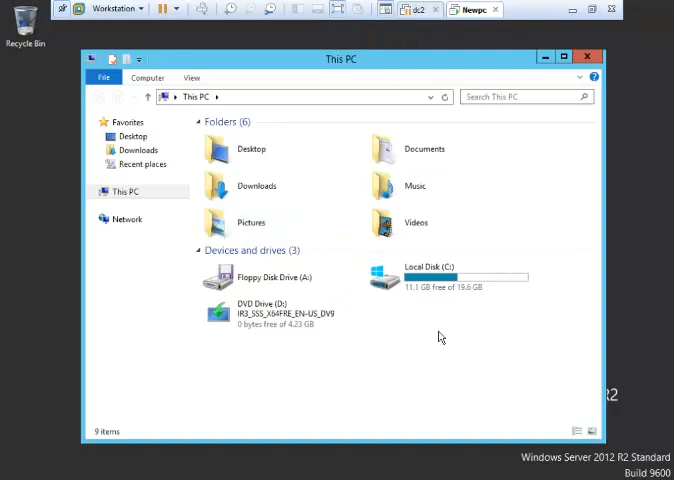 Workstation
dc2
Newpc
Recycle Bin
This PC
File
Computer
View
This PC
Search This PC
Favorites
Desktop
Downloads
Recent places
This PC
Network
Folders (6)
Desktop
Documents
Downloads
Music
Pictures
Videos
Devices and drives (3)
Floppy Disk Drive (A:)
Local Disk (C:)
11.1 GB free of 19.6 GB
DVD Drive (D:)
IR3_SSS_X64FRE_EN-US_DV9
0 bytes free of 4.23 GB
9 items
R2
Windows Server 2012 R2 Standard
Build 9600